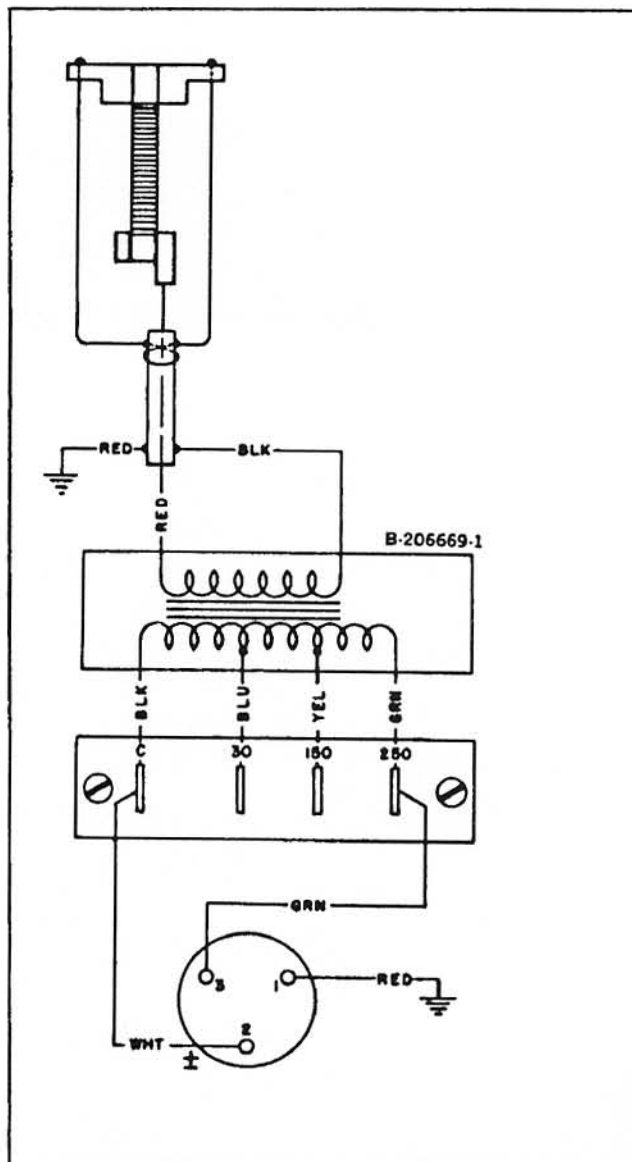 RED
BLK
RED
B-206669-1
BLK
BLU
YEL
GRN
C
30
150
250
GRN
3
1
RED
2
WHT
±